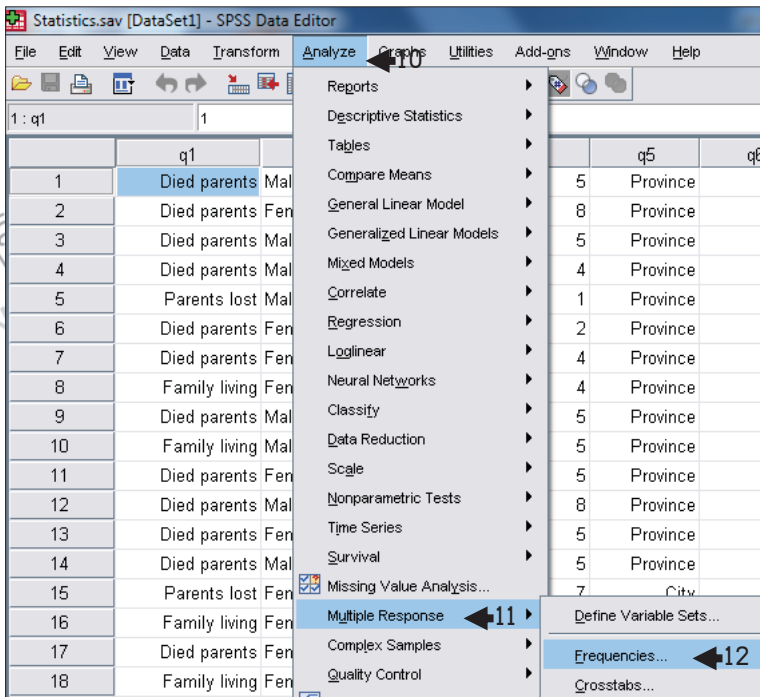 Statistics.sav [DataSet1] - SPSS Data Editor
File Edit View Data Transform Analyze Graphs Utilities Add-ons Window Help
10
1 : q1 1
q1 q5
1 Died parents Mal 5 Province
2 Died parents Fen 8 Province
3 Died parents Mal 5 Province
4 Died parents Mal 4 Province
5 Parents lost Mal 1 Province
6 Died parents Fen 2 Province
7 Died parents Fen 4 Province
8 Family living Fen 4 Province
9 Died parents Mal 5 Province
10 Family living Mal 5 Province
11 Died parents Fen 5 Province
12 Died parents Mal 8 Province
13 Died parents Fen 5 Province
14 Died parents Mal 5 Province
15 Parents lost Fen 7 City
16 Family living Fen
17 Died parents Fen
18 Family living Fen
Reports
Descriptive Statistics
Tables
Compare Means
General Linear Model
Generalized Linear Models
Mixed Models
Correlate
Regression
Loglinear
Neural Networks
Classify
Data Reduction
Scale
Nonparametric Tests
Time Series
Survival
Missing Value Analysis...
Multiple Response 11
Complex Samples
Quality Control
Define Variable Sets...
Frequencies... 12
Crosstabs...